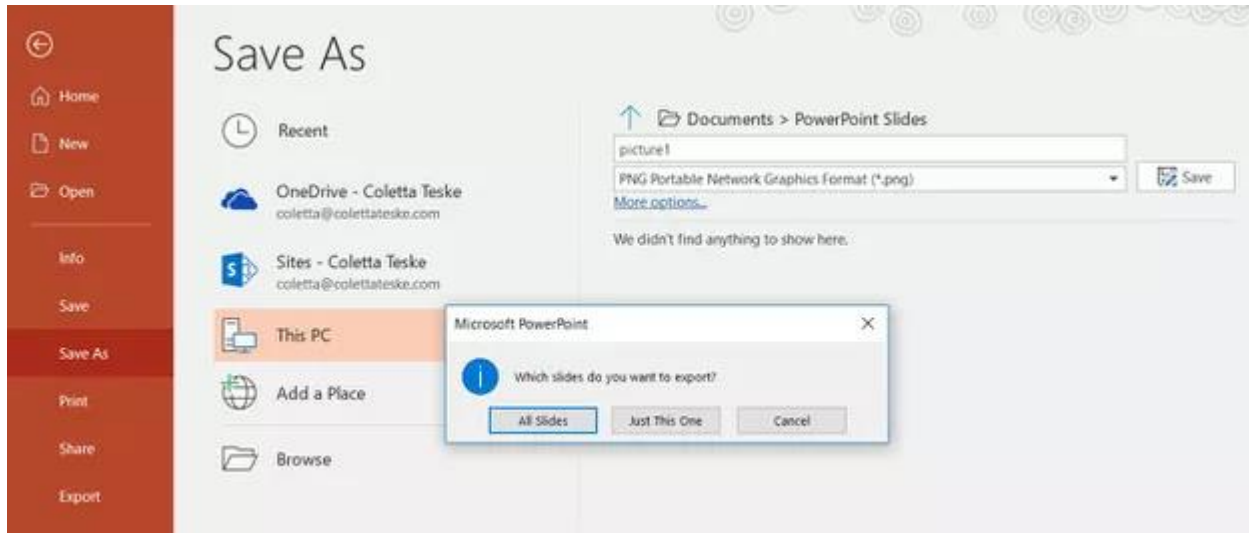 Save As
Home
New
Open
Info
Save
Save As
Print
Share
Export
Recent
OneDrive - Coletta Teske
coletta@colettateske.com
Sites - Coletta Teske
coletta@colettateske.com
This PC
Add a Place
Browse
Documents > PowerPoint Slides
picture1
PNG Portable Network Graphics Format (*.png)
Save
More options...
We didn't find anything to show here.
Microsoft PowerPoint
Which slides do you want to export?
All Slides
Just This One
Cancel